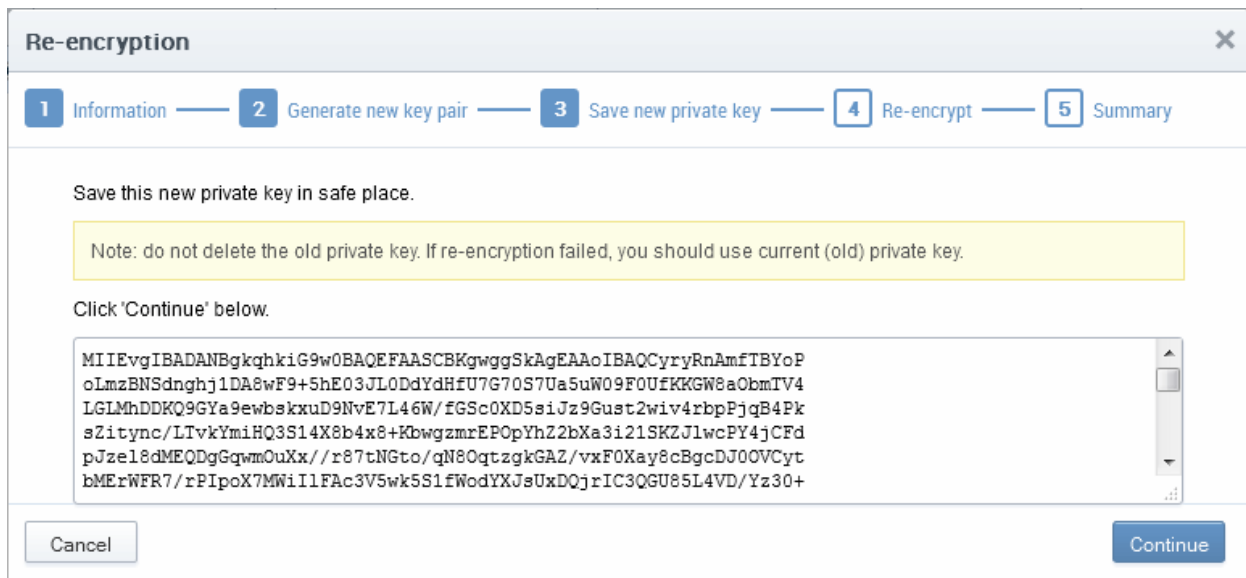 Re-encryption
1 Information 2 Generate new key pair 3 Save new private key 4 Re-encrypt 5 Summary
Save this new private key in safe place.
Note: do not delete the old private key. If re-encryption failed, you should use current (old) private key.
Click 'Continue' below.
MIIEvgIBADANBgkqhkiG9w0BAQEFAASCBKgwggSkAgEAAoIBAQCyryRnAmfTBYoP
oLmzBNSdnghj1DA8wF9+5hE03JL0DdYdHfU7G70S7Ua5uW09F0UfKKGW8aObmTV4
LGLMhDDKQ9GYa9ewbskxuD9NvE7L46W/fGSc0XD5siJz9Gust2wiv4rbpPjqB4Pk
sZitync/LTvkYmiHQ3S14X8b4x8+KbwgzmrEPOpYhZ2bXa3i21SKZJlwcPY4jCFd
pJzel8dMEQDgGqwmOuXx//r87tNGto/qN8OqtzgkGAZ/vxF0Xay8cBgcDJ0OVCyt
bMErWFR7/rPIpoX7MWiIlFAc3V5wk5S1fWodYXJsUxDQjrIC3QGU85L4VD/Yz30+
Cancel Continue